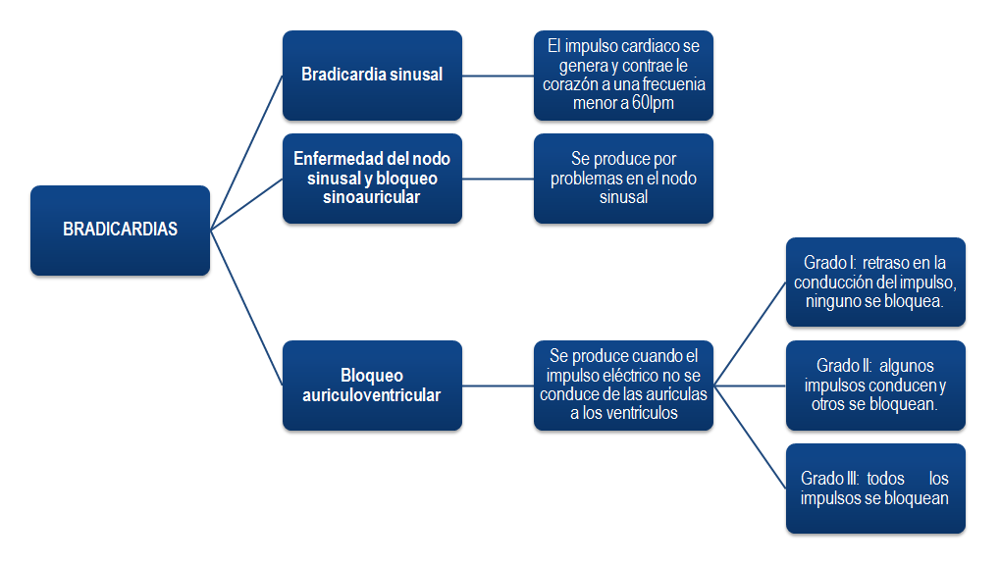 Bradicardia sinusal
El impulso cardiaco se
genera y contrae le
corazón a una frecuenia
menor a 60lpm
Enfermedad del nodo
sinusal y bloqueo
sinoauricular
Se produce por
problemas en el nodo
sinusal
BRADICARDIAS
Bloqueo
auriculoventricular
Se produce cuando el
impulso eléctrico no se
conduce de las aurículas
a los ventrículos
Grado I: retraso en la
conducción del impulso,
ninguno se bloquea.
Grado II: algunos
impulsos conducen y
otros se bloquean.
Grado III: todos los
impulsos se bloquean